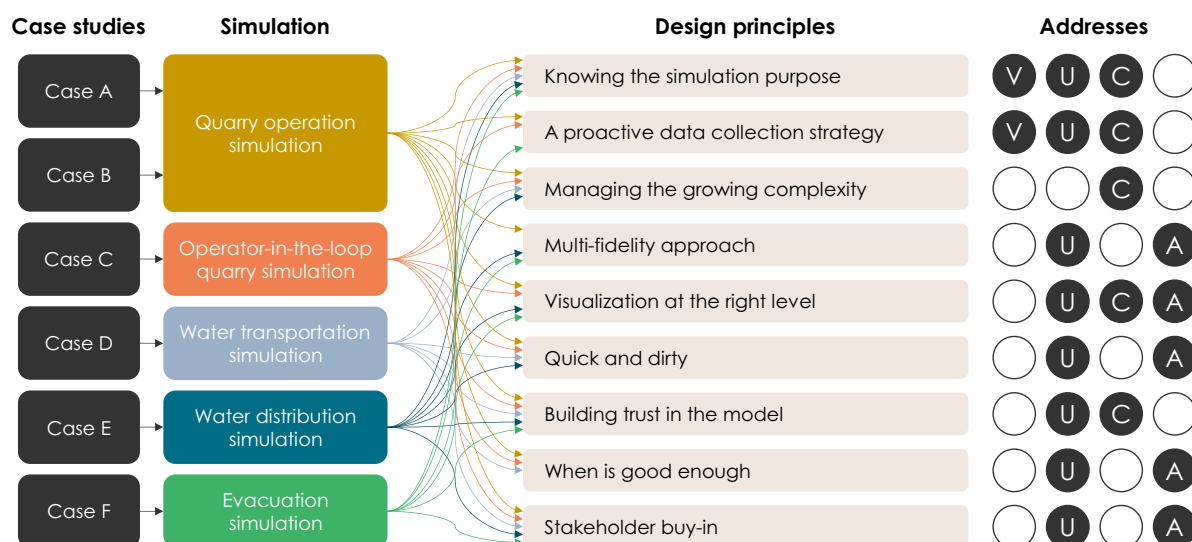 Case studies
Simulation
Design principles
Addresses
Case A
Case B
Case C
Case D
Case E
Case F
Quarry operation
simulation
Operator-in-the-loop
quarry simulation
Water transportation
simulation
Water distribution
simulation
Evacuation
simulation
Knowing the simulation purpose
V U C
A proactive data collection strategy
V U C
Managing the growing complexity
C
Multi-fidelity approach
U A
Visualization at the right level
U C A
Quick and dirty
U A
Building trust in the model
U C
When is good enough
U A
Stakeholder buy-in
U A